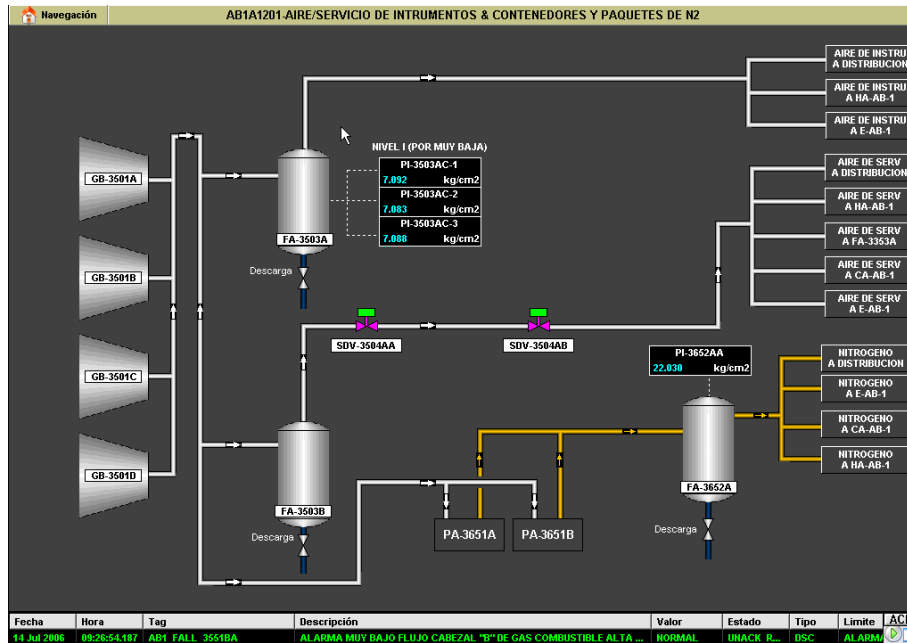 Navegación
AB1A1201-AIRE/SERVICIO DE INTRUMENTOS & CONTENEDORES Y PAQUETES DE N2
AIRE DE INSTRU
A DISTRIBUCION
AIRE DE INSTRU
A HA-AB-1
AIRE DE INSTRU
A E-AB-1
NIVEL I (POR MUY BAJA)
PI-3503AC-1
7.092 kg/cm2
PI-3503AC-2
7.083 kg/cm2
PI-3503AC-3
7.088 kg/cm2
GB-3501A
FA-3503A
Descarga
AIRE DE SERV
A DISTRIBUCION
AIRE DE SERV
A HA-AB-1
AIRE DE SERV
A FA-3353A
AIRE DE SERV
A CA-AB-1
AIRE DE SERV
A E-AB-1
GB-3501B
SDV-3504AA
SDV-3504AB
GB-3501C
PI-3652AA
22.030 kg/cm2
NITROGENO
A DISTRIBUCION
NITROGENO
A E-AB-1
NITROGENO
A CA-AB-1
NITROGENO
A HA-AB-1
GB-3501D
FA-3503B
Descarga
PA-3651A
PA-3651B
FA-3652A
Descarga
Fecha Hora Tag Descripción Valor Estado Tipo Limite
14 Jul 2006 09:26:54.187 AB1_FALL_3551BA ALARMA MUY BAJO FLUJO CABEZAL "B" DE GAS COMBUSTIBLE ALTA ... NORMAL UNACK_R... DSC ALARM